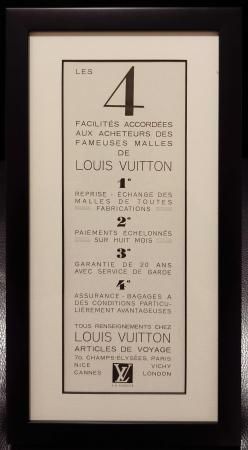 LES
4
FACILITÉS ACCORDÉES
AUX ACHETEURS DES
FAMEUSES MALLES
DE
LOUIS VUITTON
1°
REPRISE - ÉCHANGE DES
MALLES DE TOUTES
FABRICATIONS
2°
PAIEMENTS ÉCHELONNÉS
SUR HUIT MOIS
3°
GARANTIE DE 20 ANS
AVEC SERVICE DE GARDE
4°
ASSURANCE - BAGAGES A
DES CONDITIONS PARTICU-
LIÈREMENT AVANTAGEUSES
TOUS RENSEIGNEMENTS CHEZ
LOUIS VUITTON
ARTICLES DE VOYAGE
70, CHAMPS-ELYSÉES, PARIS
NICE VICHY
CANNES LONDON
LV